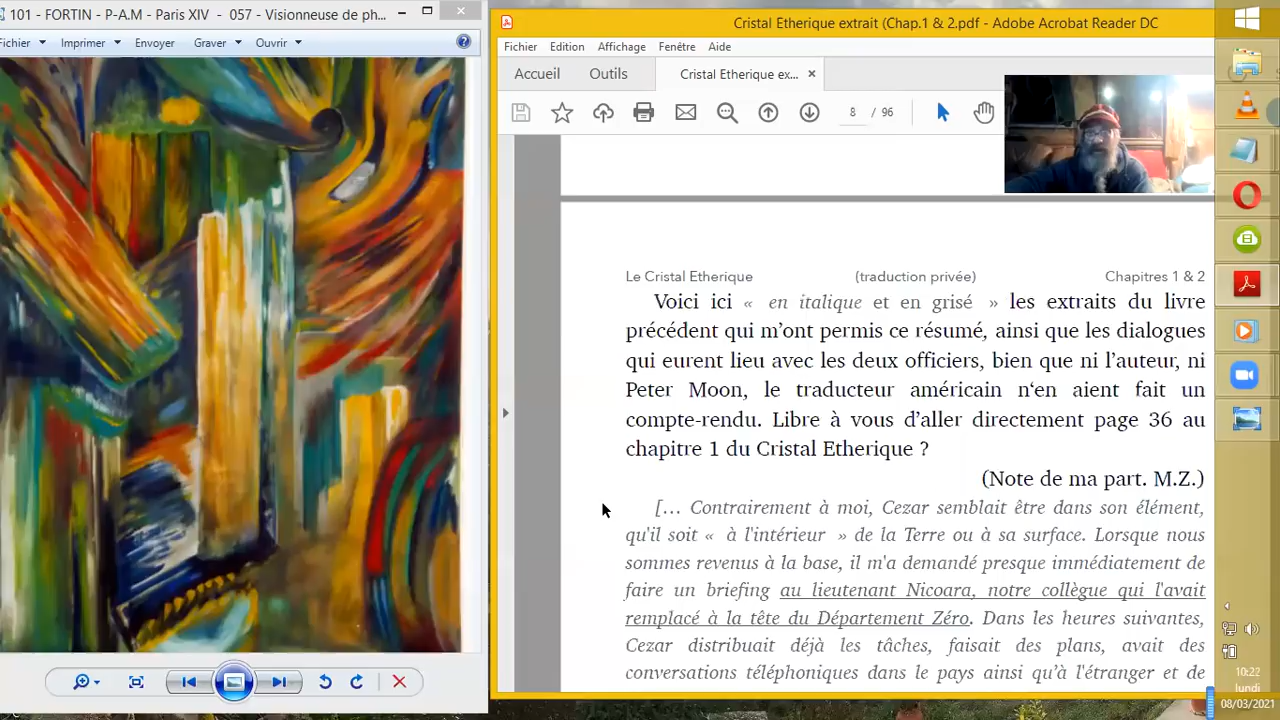 101 - FORTIN - P-A.M - Paris XIV - 057 - Visionneuse de ph...
Fichier Imprimer Envoyer Graver Ouvrir
Cristal Etherique extrait (Chap.1 & 2.pdf - Adobe Acrobat Reader DC
Fichier Edition Affichage Fenêtre Aide
Accueil Outils Cristal Etherique ex...
8 / 96
Le Cristal Etherique (traduction privée) Chapitres 1 & 2
Voici ici « en italique et en grisé » les extraits du livre
précédent qui m’ont permis ce résumé, ainsi que les dialogues
qui eurent lieu avec les deux officiers, bien que ni l’auteur, ni
Peter Moon, le traducteur américain n‘en aient fait un
compte-rendu. Libre à vous d’aller directement page 36 au
chapitre 1 du Cristal Etherique ?
(Note de ma part. M.Z.)
[… Contrairement à moi, Cezar semblait être dans son élément,
qu'il soit « à l'intérieur » de la Terre ou à sa surface. Lorsque nous
sommes revenus à la base, il m'a demandé presque immédiatement de
faire un briefing au lieutenant Nicoara, notre collègue qui l'avait
remplacé à la tête du Département Zéro. Dans les heures suivantes,
Cezar distribuait déjà les tâches, faisait des plans, avait des
conversations téléphoniques dans le pays ainsi qu’à l'étranger et de
10:22
lundi
08/03/2021